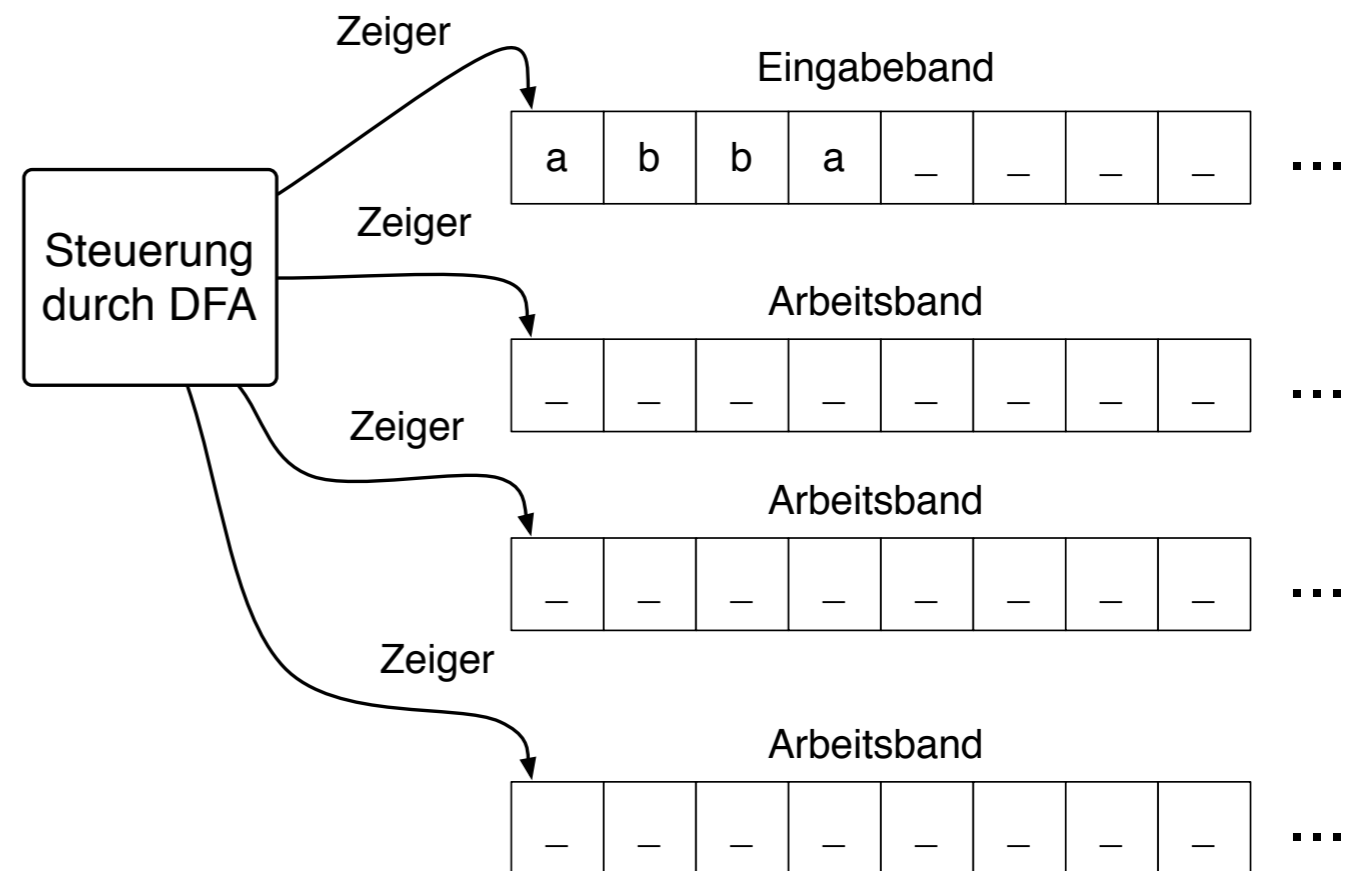 Zeiger
Eingabeband
a b b a _ _ _ _ ...
Steuerung
durch DFA
Zeiger
Arbeitsband
_ _ _ _ _ _ _ _ ...
Zeiger
Arbeitsband
_ _ _ _ _ _ _ _ ...
Zeiger
Arbeitsband
_ _ _ _ _ _ _ _ ...